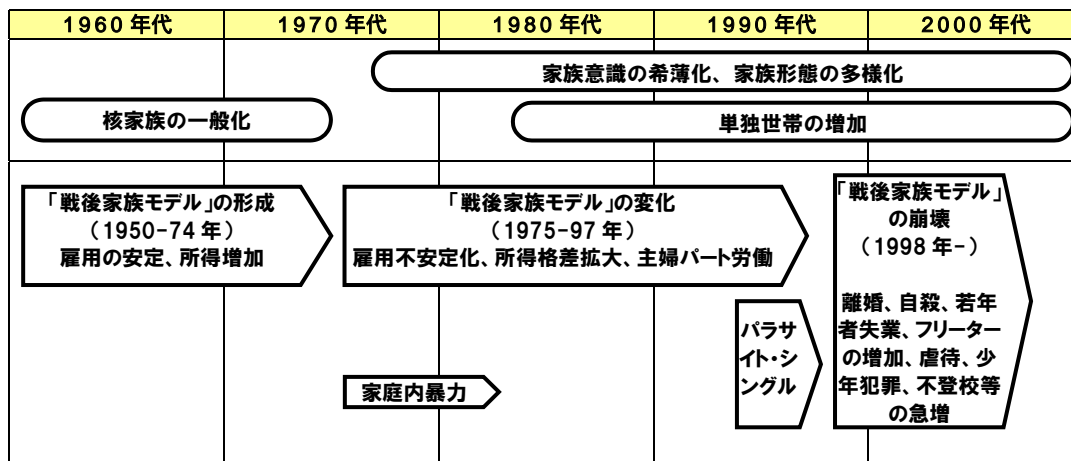 1960年代
1970年代
1980年代
1990年代
2000年代
家族意識の希薄化、家族形態の多様化
核家族の一般化
単独世帯の増加
「戦後家族モデル」の形成
（1950-74年）
雇用の安定、所得増加
「戦後家族モデル」の変化
（1975-97年）
雇用不安定化、所得格差拡大、主婦パート労働
「戦後家族モデル」
の崩壊
（1998年-）
離婚、自殺、若年
者失業、フリーター
の増加、虐待、少
年犯罪、不登校等
の急増
パラサ
イト・シ
ングル
家庭内暴力